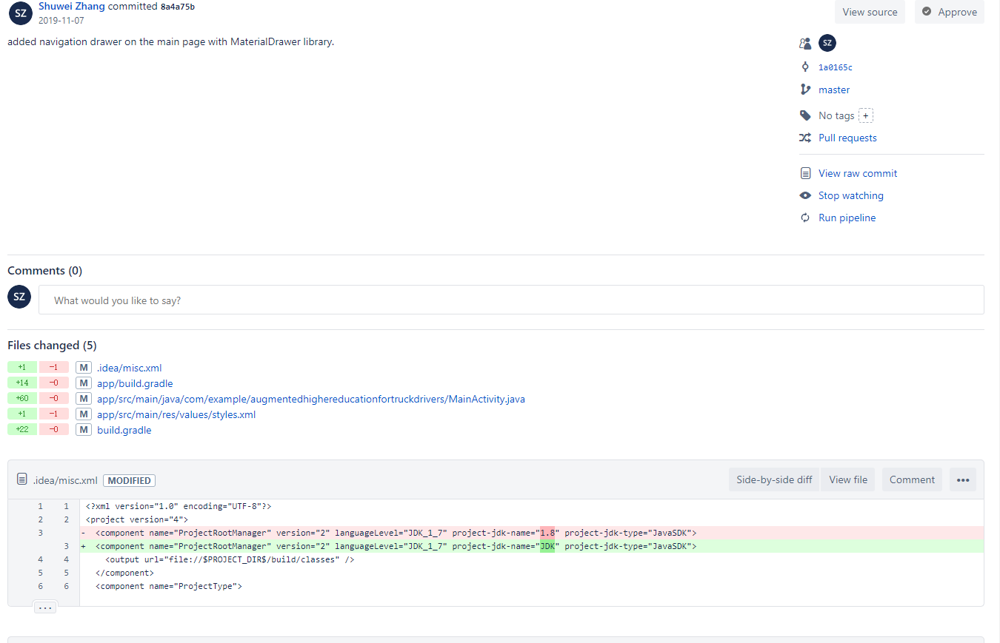 SZ
Shuwei Zhang committed 8a4a75b
2019-11-07
View source
Approve
added navigation drawer on the main page with MaterialDrawer library.
SZ
1a0165c
master
No tags +
Pull requests
View raw commit
Stop watching
Run pipeline
Comments (0)
SZ
What would you like to say?
Files changed (5)
+1 −1 M .idea/misc.xml
+14 −0 M app/build.gradle
+60 −0 M app/src/main/java/com/example/augmentedhighereducationfortruckdrivers/MainActivity.java
+1 −1 M app/src/main/res/values/styles.xml
+22 −0 M build.gradle
.idea/misc.xml MODIFIED
Side-by-side diff View file Comment •••
1 1 <?xml version="1.0" encoding="UTF-8"?>
2 2 <project version="4">
3 - <component name="ProjectRootManager" version="2" languageLevel="JDK_1_7" project-jdk-name="1.8" project-jdk-type="JavaSDK">
3 + <component name="ProjectRootManager" version="2" languageLevel="JDK_1_7" project-jdk-name="JDK" project-jdk-type="JavaSDK">
4 4 <output url="file://$PROJECT_DIR$/build/classes" />
5 5 </component>
6 6 <component name="ProjectType">
...